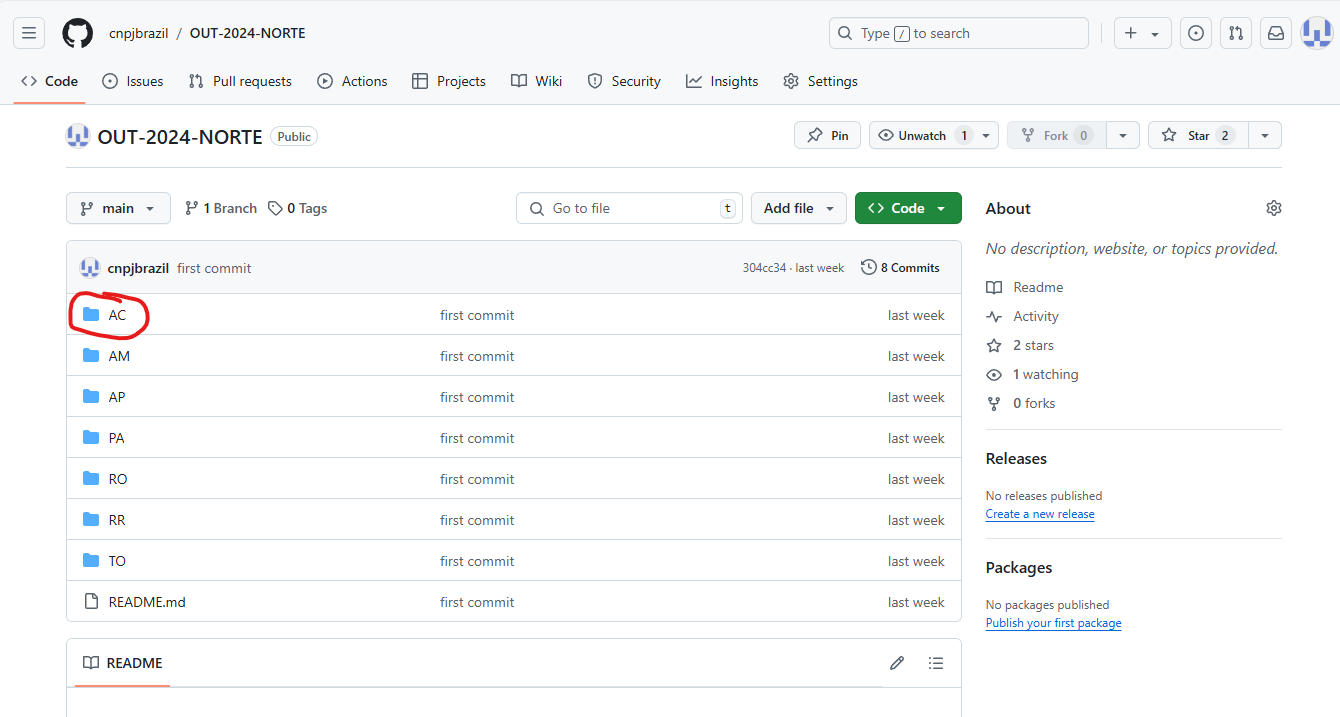 cnpjbrazil / OUT-2024-NORTE
Type / to search
Code
Issues
Pull requests
Actions
Projects
Wiki
Security
Insights
Settings
OUT-2024-NORTE Public
Pin
Unwatch 1
Fork 0
Star 2
main
1 Branch
0 Tags
Go to file t
Add file
Code
cnpjbrazil first commit 304cc34 · last week 8 Commits
AC first commit last week
AM first commit last week
AP first commit last week
PA first commit last week
RO first commit last week
RR first commit last week
TO first commit last week
README.md first commit last week
README
About
No description, website, or topics provided.
Readme
Activity
2 stars
1 watching
0 forks
Releases
No releases published
Create a new release
Packages
No packages published
Publish your first package